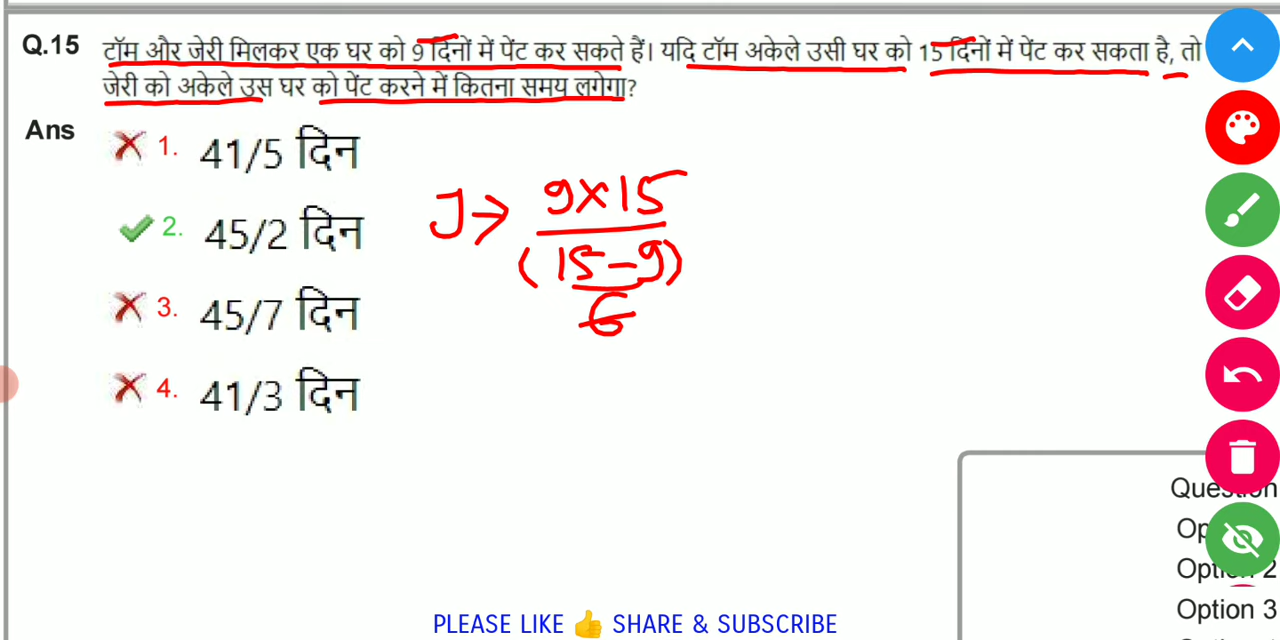 Q.15 टॉम और जेरी मिलकर एक घर को 9 दिनों में पेंट कर सकते हैं। यदि टॉम अकेले उसी घर को 15 दिनों में पेंट कर सकता है, तो
जेरी को अकेले उस घर को पेंट करने में कितना समय लगेगा?
Ans
1. 41/5 दिन
2. 45/2 दिन
3. 45/7 दिन
4. 41/3 दिन
J → 9×15
(15-9)
6
Question
Option 2
Option 3
PLEASE LIKE 👍 SHARE & SUBSCRIBE